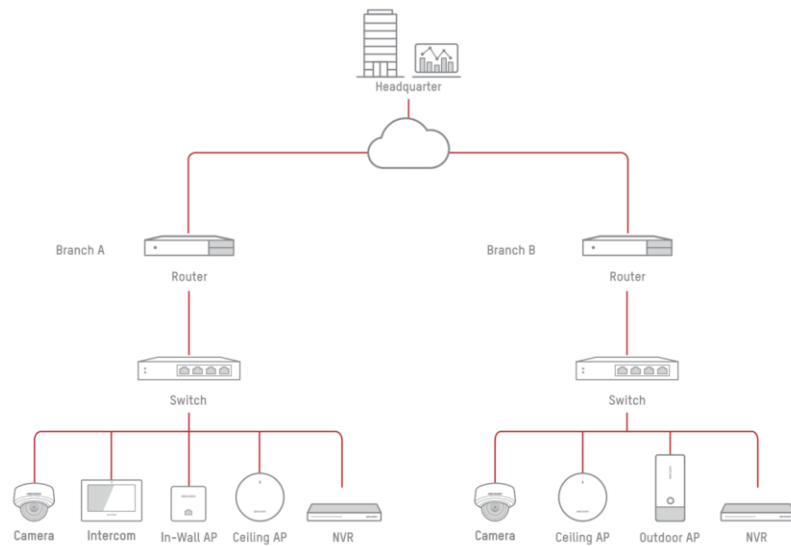 Headquarter
Branch A
Branch B
Router
Router
Switch
Switch
Camera
Intercom
In-Wall AP
Ceiling AP
NVR
Camera
Ceiling AP
Outdoor AP
NVR